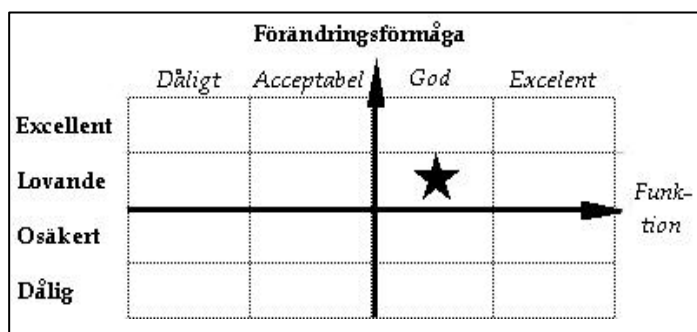 Förändringsförmåga
Dåligt Acceptabel God Excelent
Excellent
Lovande
Funk-
tion
Osäkert
Dålig